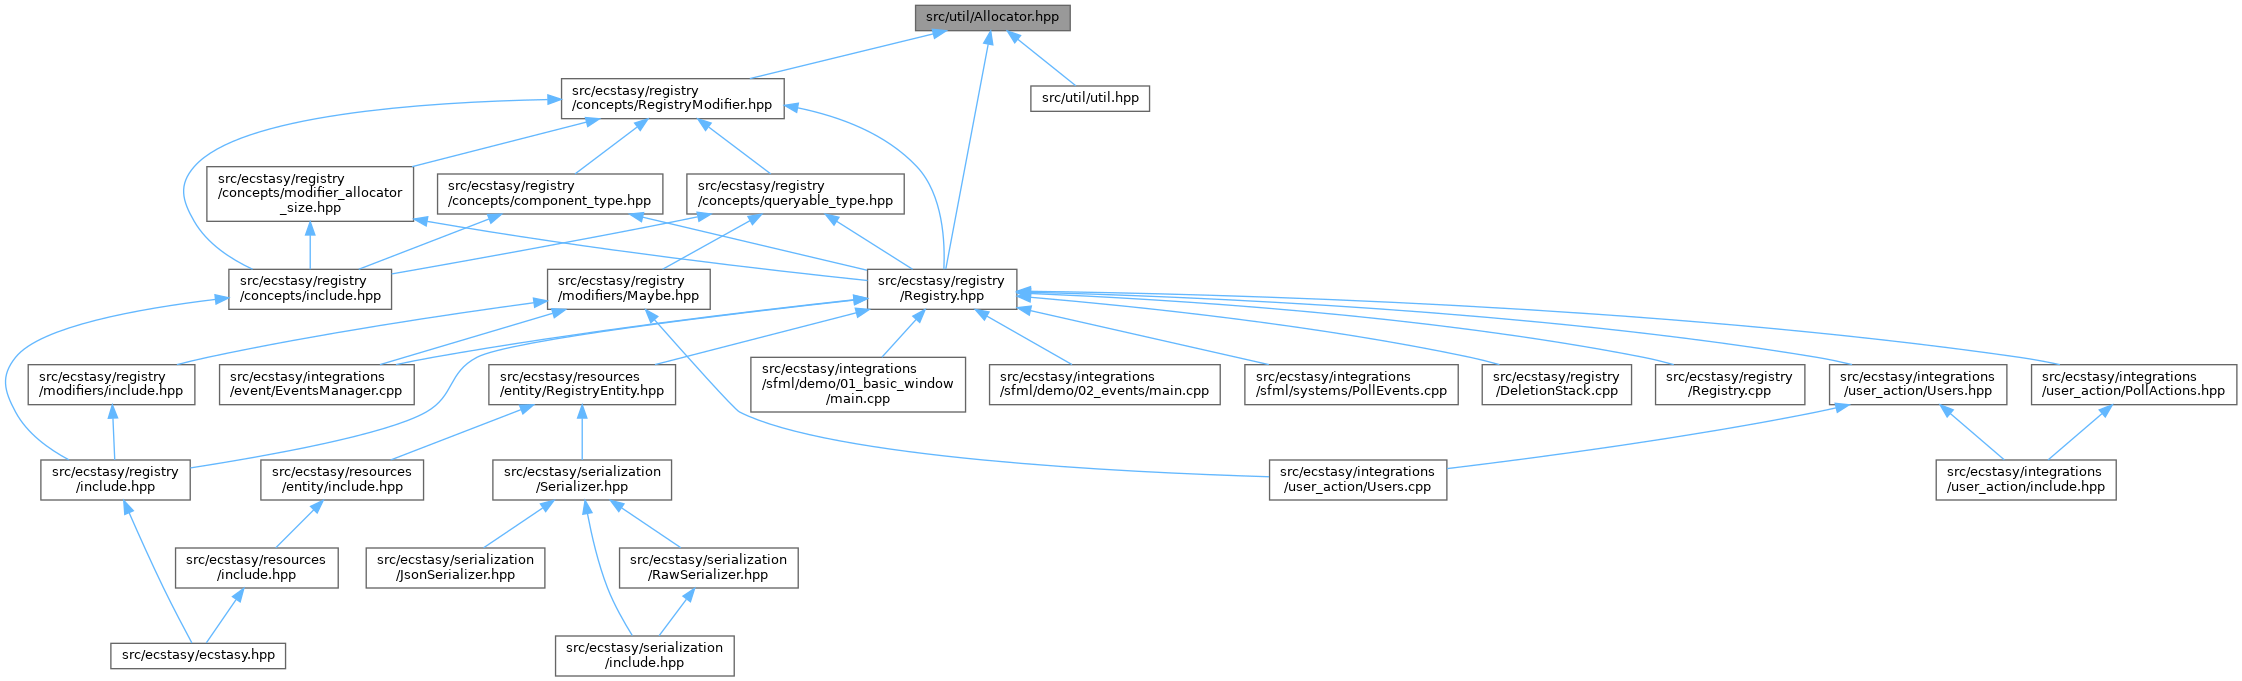 src/util/Allocator.hpp
src/ecstasy/registry
/concepts/RegistryModifier.hpp
src/util/util.hpp
src/ecstasy/registry
/concepts/modifier_allocator
_size.hpp
src/ecstasy/registry
/concepts/component_type.hpp
src/ecstasy/registry
/concepts/queryable_type.hpp
src/ecstasy/registry
/concepts/include.hpp
src/ecstasy/registry
/modifiers/Maybe.hpp
src/ecstasy/registry
/Registry.hpp
src/ecstasy/registry
/modifiers/include.hpp
src/ecstasy/integrations
/event/EventsManager.cpp
src/ecstasy/resources
/entity/RegistryEntity.hpp
src/ecstasy/integrations
/sfml/demo/01_basic_window
/main.cpp
src/ecstasy/integrations
/sfml/demo/02_events/main.cpp
src/ecstasy/integrations
/sfml/systems/PollEvents.cpp
src/ecstasy/registry
/DeletionStack.cpp
src/ecstasy/registry
/Registry.cpp
src/ecstasy/integrations
/user_action/Users.hpp
src/ecstasy/integrations
/user_action/PollActions.hpp
src/ecstasy/registry
/include.hpp
src/ecstasy/resources
/entity/include.hpp
src/ecstasy/serialization
/Serializer.hpp
src/ecstasy/integrations
/user_action/Users.cpp
src/ecstasy/integrations
/user_action/include.hpp
src/ecstasy/resources
/include.hpp
src/ecstasy/serialization
/JsonSerializer.hpp
src/ecstasy/serialization
/RawSerializer.hpp
src/ecstasy/ecstasy.hpp
src/ecstasy/serialization
/include.hpp